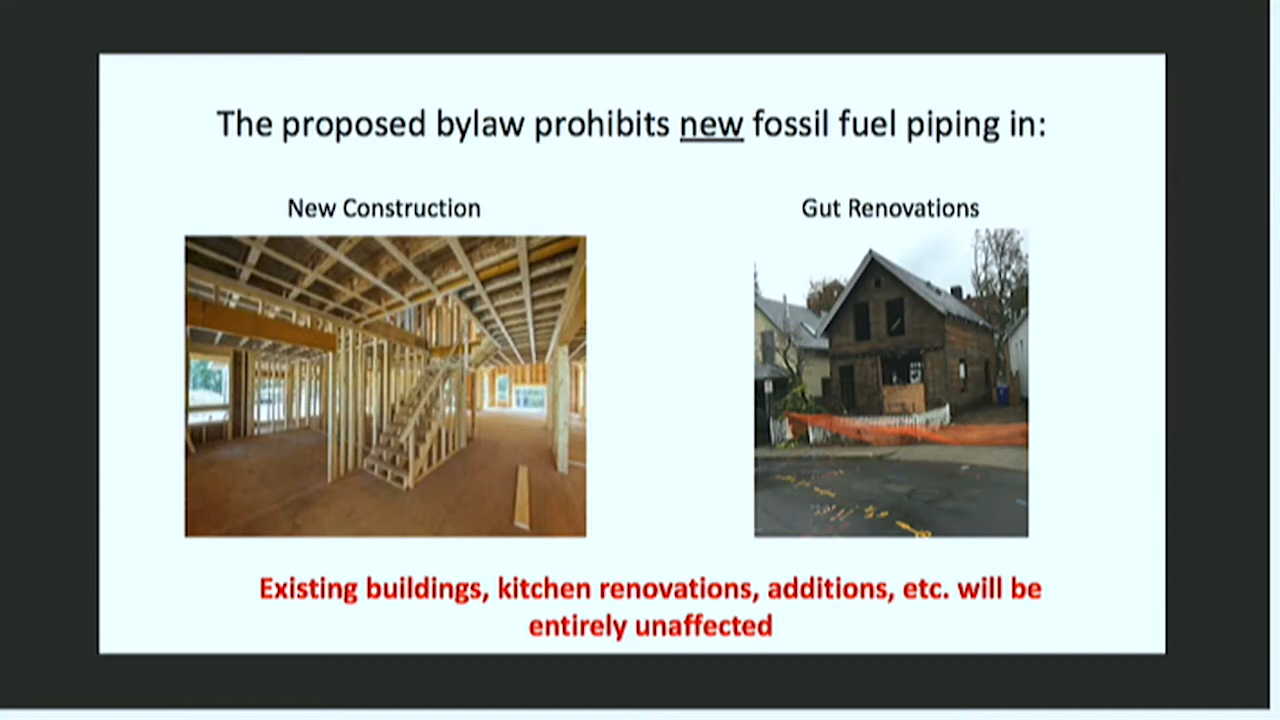 The proposed bylaw prohibits new fossil fuel piping in:
New Construction
Gut Renovations
Existing buildings, kitchen renovations, additions, etc. will be
entirely unaffected